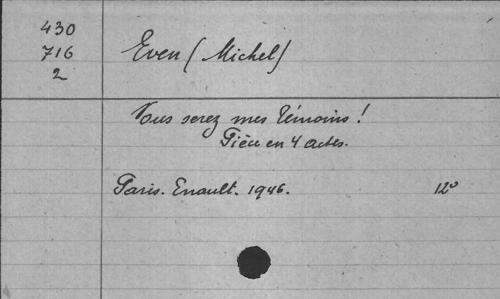 430
716
2
Even (Michel)
Vous serez mes témoins !
Pièce en 4 actes.
Paris. Enault. 1946. 12°